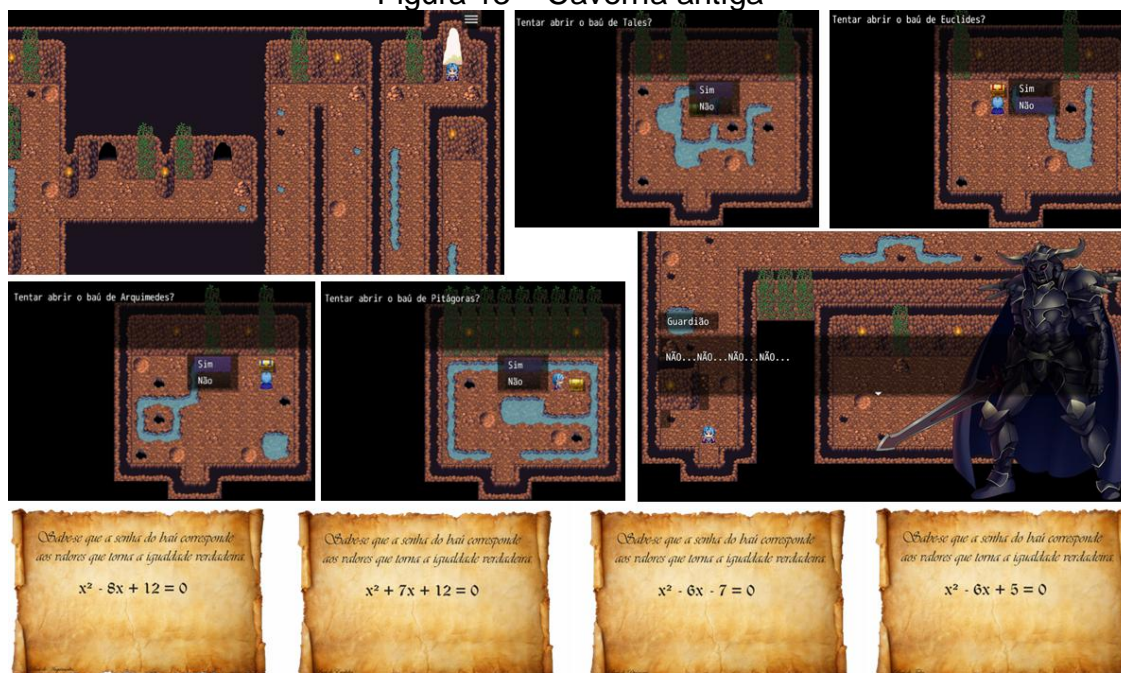 Tentar abrir o baú de Tales?
Sim
Não
Tentar abrir o baú de Euclides?
Sim
Não
Tentar abrir o baú de Arquimedes?
Sim
Não
Tentar abrir o baú de Pitágoras?
Sim
Não
Guardião
NÃO...NÃO...NÃO...NÃO...
Sabe-se que a senha do baú corresponde
aos valores que torna a igualdade verdadeira.
x² - 8x + 12 = 0
Sabe-se que a senha do baú corresponde
aos valores que torna a igualdade verdadeira.
x² + 7x + 12 = 0
Sabe-se que a senha do baú corresponde
aos valores que torna a igualdade verdadeira.
x² - 6x - 7 = 0
Sabe-se que a senha do baú corresponde
aos valores que torna a igualdade verdadeira.
x² - 6x + 5 = 0